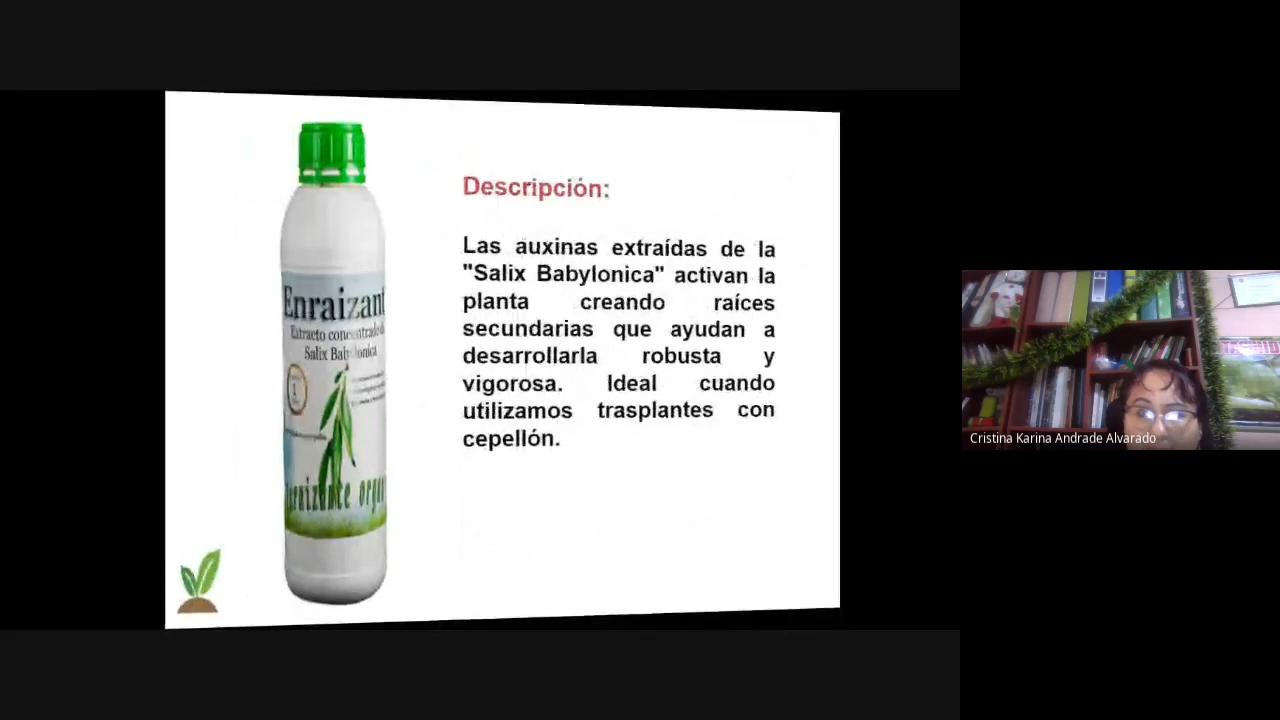 Descripción:
Las auxinas extraídas de la
"Salix Babylonica" activan la
planta creando raíces
secundarias que ayudan a
desarrollarla robusta y
vigorosa. Ideal cuando
utilizamos trasplantes con
cepellón.
Enraizant
Extracto concentrado d
Salix Babylonica
1
Cristina Karina Andrade Alvarado